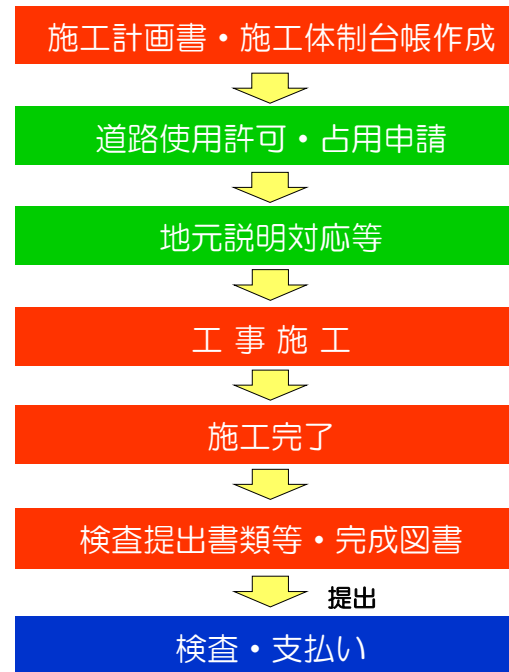 施工計画書・施工体制台帳作成
道路使用許可・占用申請
地元説明対応等
工 事 施 工
施工完了
検査提出書類等・完成図書
提出
検査・支払い